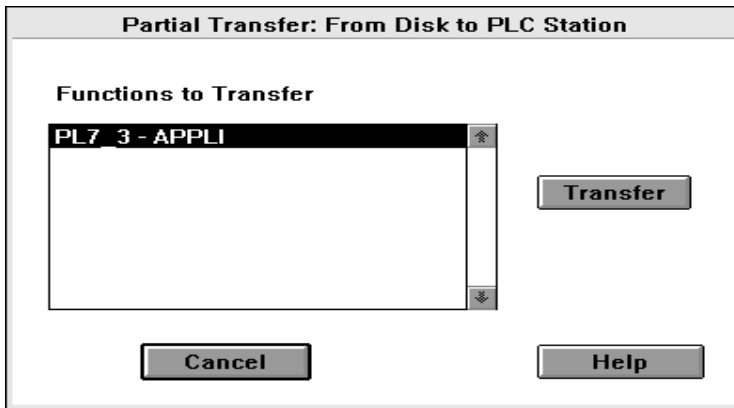 Partial Transfer: From Disk to PLC Station
Functions to Transfer
PL7_3 - APPLI
Transfer
Cancel
Help